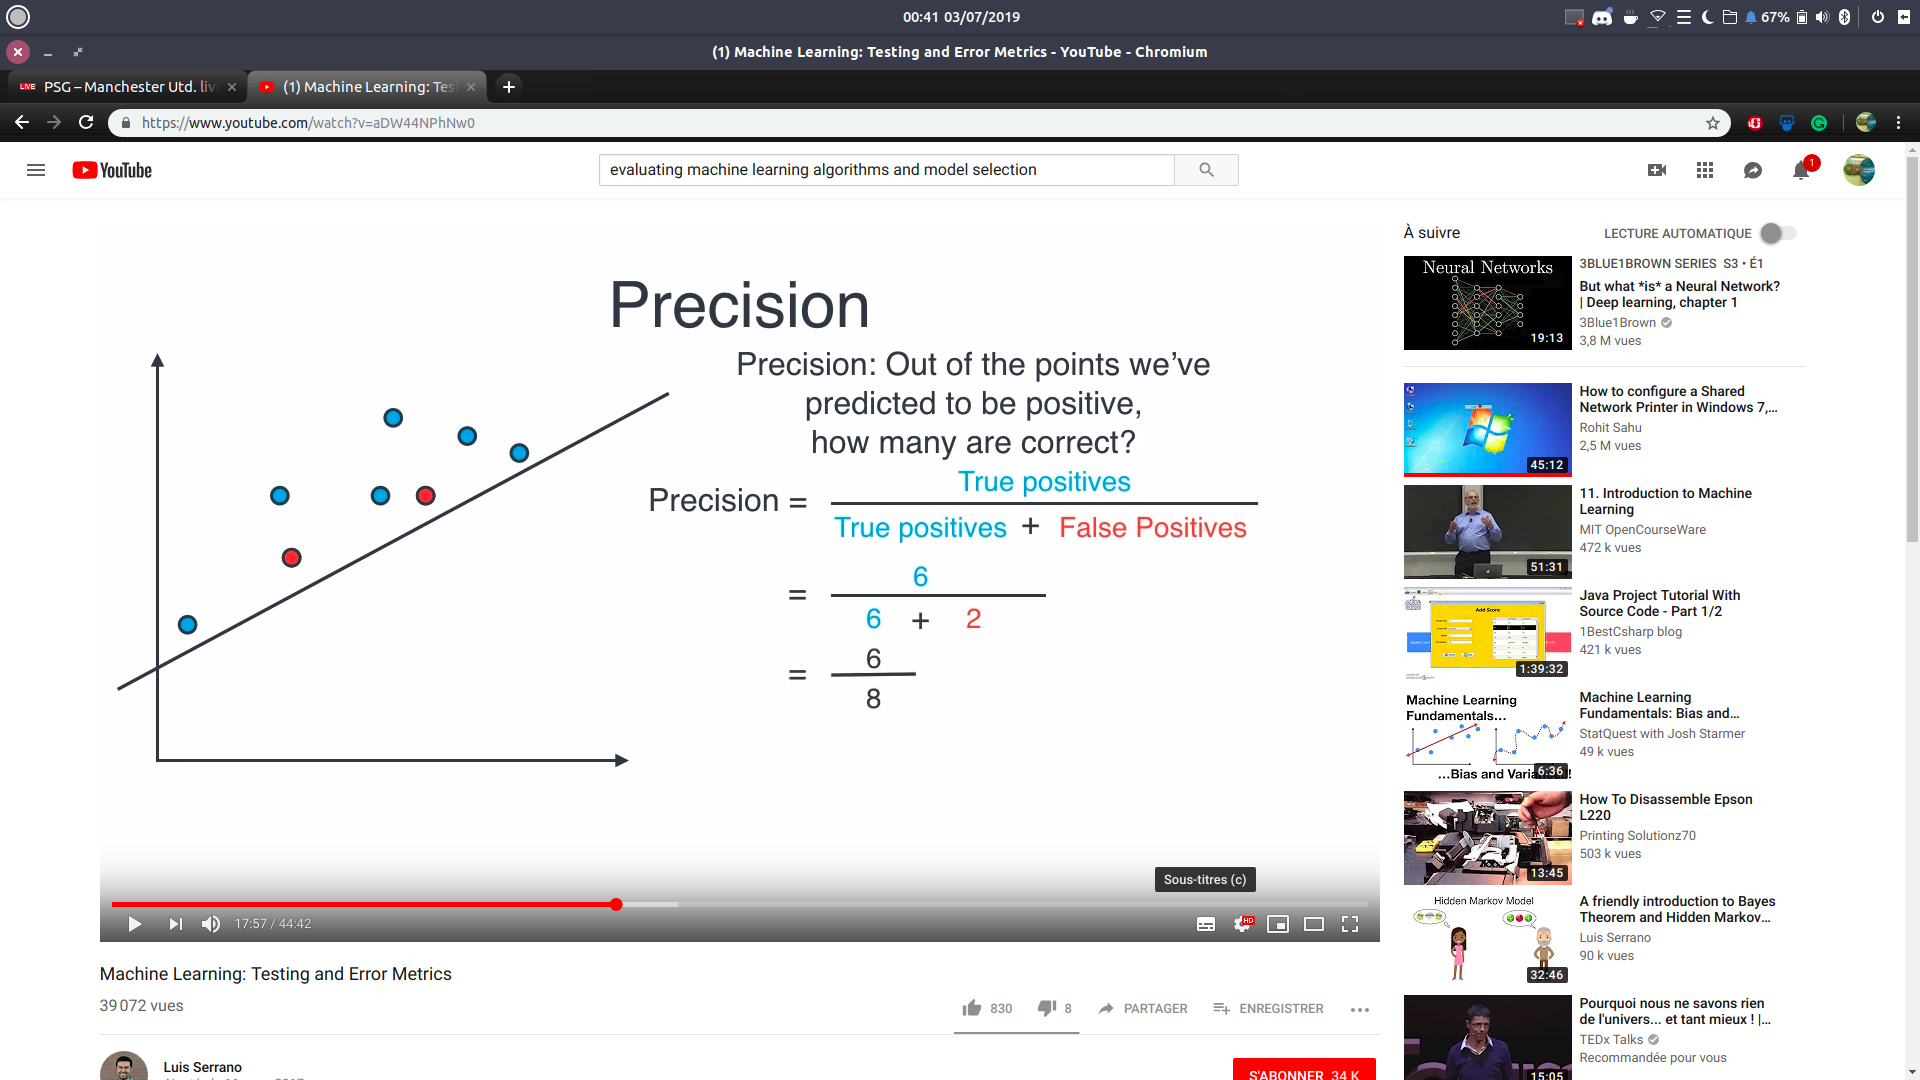 00:41 03/07/2019
67%
(1) Machine Learning: Testing and Error Metrics - YouTube - Chromium
LIVE PSG – Manchester Utd. liv
(1) Machine Learning: Tes
https://www.youtube.com/watch?v=aDW44NPhNw0
YouTube
evaluating machine learning algorithms and model selection
1
Precision
Precision: Out of the points we've
predicted to be positive,
how many are correct?
Precision =
True positives
True positives + False Positives
=
6
6 + 2
=
6
8
Sous-titres (c)
17:57 / 44:42
HD
Machine Learning: Testing and Error Metrics
39 072 vues
830
8
PARTAGER
ENREGISTRER
Luis Serrano
S'ABONNER 34 K
À suivre
LECTURE AUTOMATIQUE
Neural Networks
19:13
3BLUE1BROWN SERIES S3 • É1
But what *is* a Neural Network?
| Deep learning, chapter 1
3Blue1Brown
3,8 M vues
45:12
How to configure a Shared
Network Printer in Windows 7,...
Rohit Sahu
2,5 M vues
51:31
11. Introduction to Machine
Learning
MIT OpenCourseWare
472 k vues
Add Score
1:39:32
Java Project Tutorial With
Source Code - Part 1/2
1BestCsharp blog
421 k vues
Machine Learning
Fundamentals...
...Bias and
6:36
Machine Learning
Fundamentals: Bias and...
StatQuest with Josh Starmer
49 k vues
13:45
How To Disassemble Epson
L220
Printing Solutionz70
503 k vues
Hidden Markov Model
32:46
A friendly introduction to Bayes
Theorem and Hidden Markov...
Luis Serrano
90 k vues
15:05
Pourquoi nous ne savons rien
de l'univers... et tant mieux ! |...
TEDx Talks
Recommandée pour vous